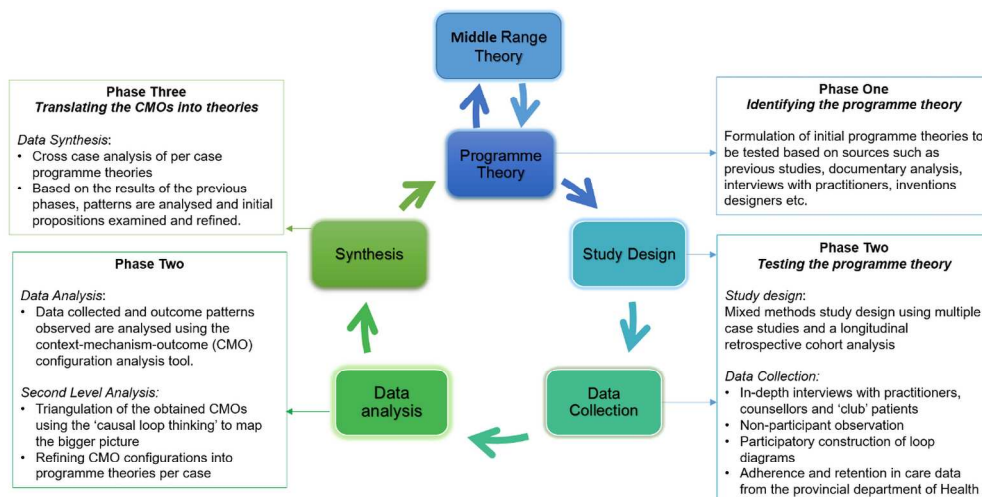 Middle Range
Theory
Phase Three
Translating the CMOs into theories
Data Synthesis:
• Cross case analysis of per case
programme theories
• Based on the results of the previous
phases, patterns are analysed and initial
propositions examined and refined.
Phase One
Identifying the programme theory
Formulation of initial programme theories to
be tested based on sources such as
previous studies, documentary analysis,
interviews with practitioners, inventions
designers etc.
Programme
Theory
Synthesis
Study Design
Phase Two
Data Analysis:
• Data collected and outcome patterns
observed are analysed using the
context-mechanism-outcome (CMO)
configuration analysis tool.
Second Level Analysis:
• Triangulation of the obtained CMOs
using the ‘causal loop thinking’ to map
the bigger picture
• Refining CMO configurations into
programme theories per case
Phase Two
Testing the programme theory
Study design:
Mixed methods study design using multiple
case studies and a longitudinal
retrospective cohort analysis
Data Collection:
• In-depth interviews with practitioners,
counsellors and ‘club’ patients
• Non-participant observation
• Participatory construction of loop
diagrams
• Adherence and retention in care data
from the provincial department of Health
Data
analysis
Data
Collection